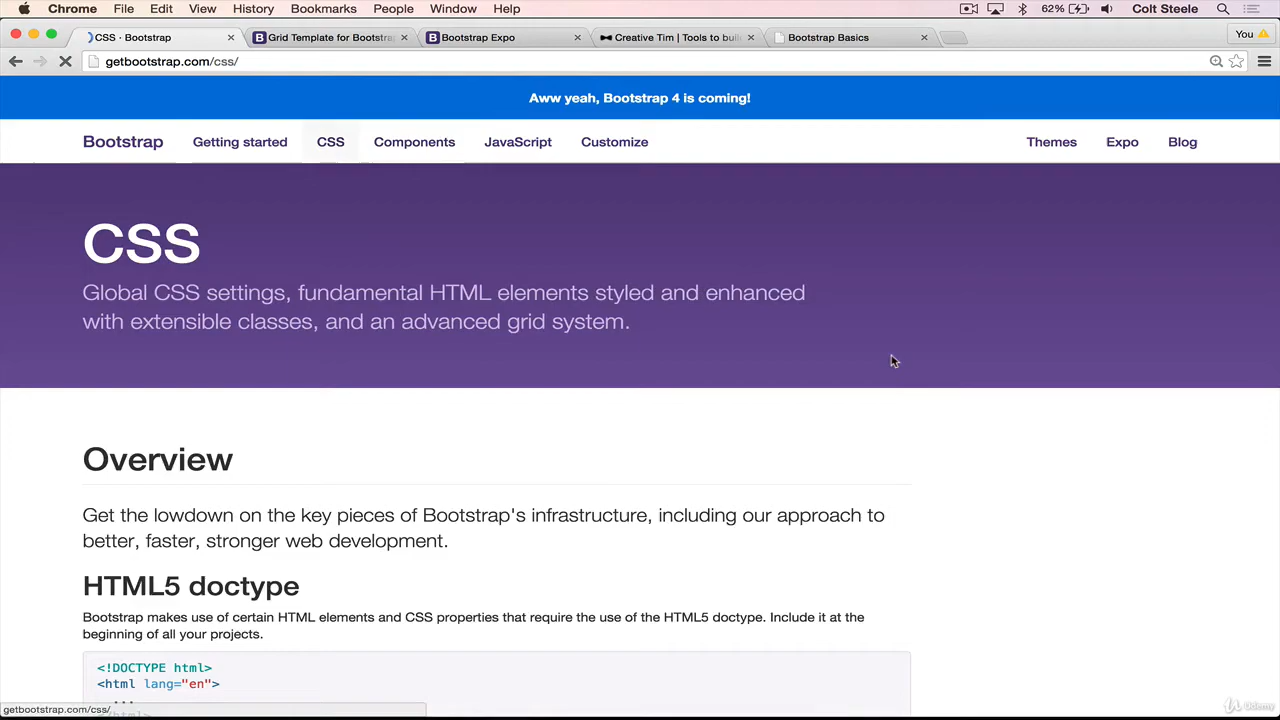 Chrome File Edit View History Bookmarks People Window Help 62% Colt Steele
CSS · Bootstrap Grid Template for Bootstrap Bootstrap Expo Creative Tim | Tools to buil Bootstrap Basics You
getbootstrap.com/css/
Aww yeah, Bootstrap 4 is coming!
Bootstrap Getting started CSS Components JavaScript Customize Themes Expo Blog
CSS
Global CSS settings, fundamental HTML elements styled and enhanced
with extensible classes, and an advanced grid system.
Overview
Get the lowdown on the key pieces of Bootstrap's infrastructure, including our approach to
better, faster, stronger web development.
HTML5 doctype
Bootstrap makes use of certain HTML elements and CSS properties that require the use of the HTML5 doctype. Include it at the
beginning of all your projects.
<!DOCTYPE html>
<html lang="en">
...
</html>
getbootstrap.com/css/
Udemy